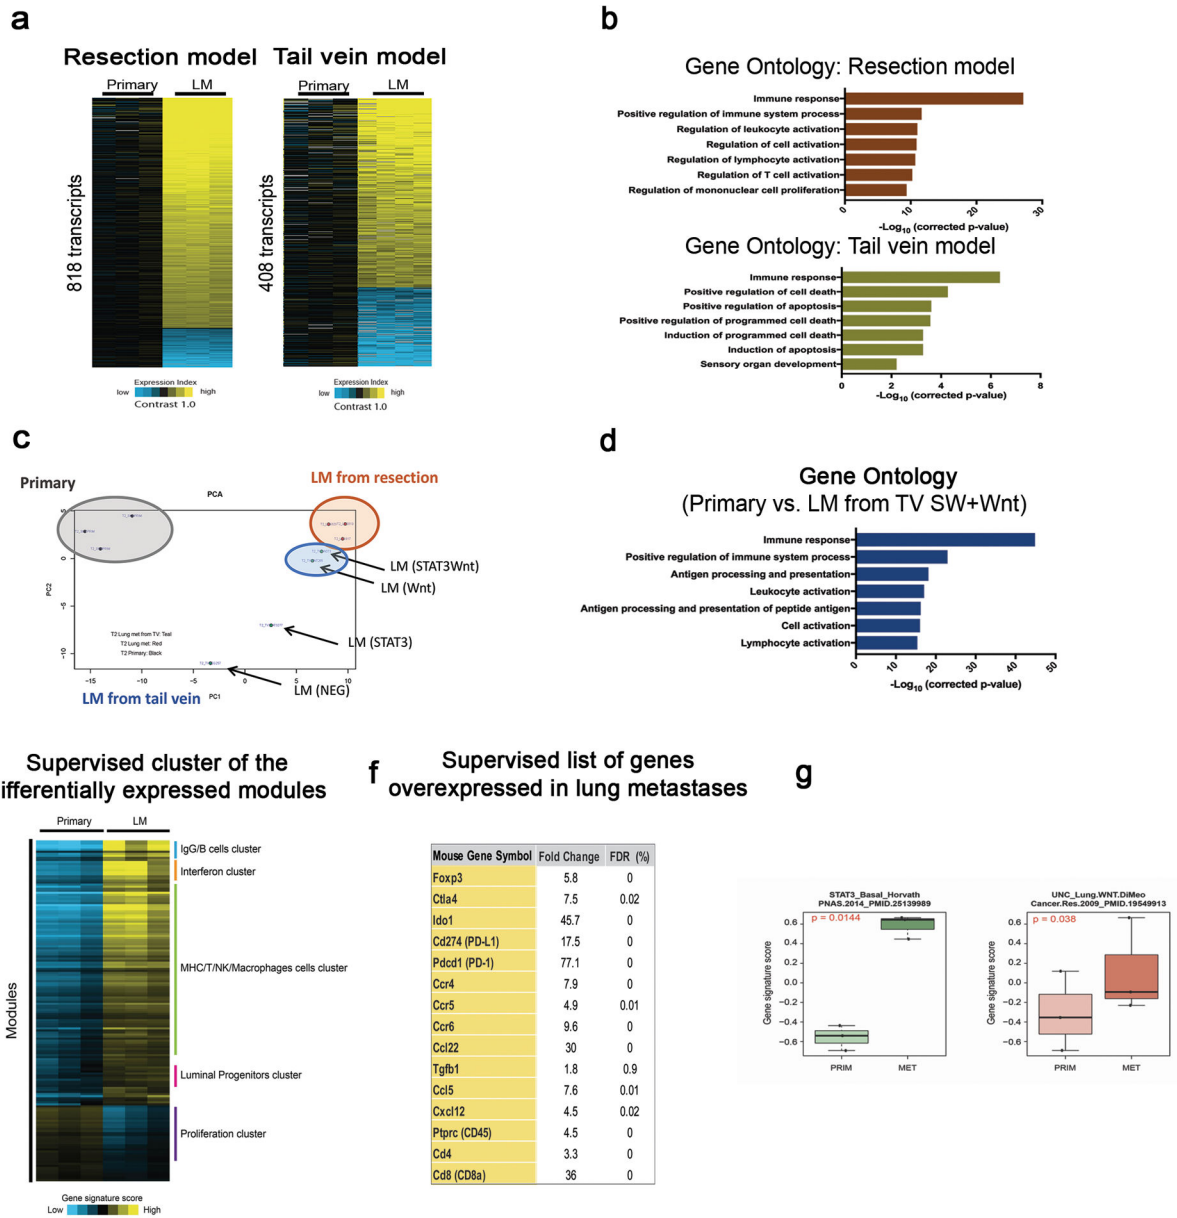 a
Resection model
Tail vein model
Primary
LM
Primary
LM
818 transcripts
408 transcripts
Expression Index
low
high
Contrast 1.0
Expression Index
low
high
Contrast 1.0
b
Gene Ontology: Resection model
Immune response
Positive regulation of immune system process
Regulation of leukocyte activation
Regulation of cell activation
Regulation of lymphocyte activation
Regulation of T cell activation
Regulation of mononuclear cell proliferation
0 10 20 30
-Log10 (corrected p-value)
Gene Ontology: Tail vein model
Immune response
Positive regulation of cell death
Positive regulation of apoptosis
Positive regulation of programmed cell death
Induction of programmed cell death
Induction of apoptosis
Sensory organ development
0 2 4 6 8
-Log10 (corrected p-value)
c
Primary
LM from resection
PCA
5
0
−5
−10
PC2
LM (STAT3Wnt)
LM (Wnt)
LM (STAT3)
LM (NEG)
T2 Lung met from TV: Teal
T2 Lung met: Red
T2 Primary: Black
−15 −10 −5 0 5 10
PC1
LM from tail vein
d
Gene Ontology
(Primary vs. LM from TV SW+Wnt)
Immune response
Positive regulation of immune system process
Antigen processing and presentation
Leukocyte activation
Antigen processing and presentation of peptide antigen
Cell activation
Lymphocyte activation
0 10 20 30 40 50
-Log10 (corrected p-value)
Supervised cluster of the
ifferentially expressed modules
Primary
LM
Modules
IgG/B cells cluster
Interferon cluster
MHC/T/NK/Macrophages cells cluster
Luminal Progenitors cluster
Proliferation cluster
Gene signature score
Low
High
f
Supervised list of genes
overexpressed in lung metastases
Mouse Gene Symbol Fold Change FDR (%)
Foxp3 5.8 0
Ctla4 7.5 0.02
Ido1 45.7 0
Cd274 (PD-L1) 17.5 0
Pdcd1 (PD-1) 77.1 0
Ccr4 7.9 0
Ccr5 4.9 0.01
Ccr6 9.6 0
Ccl22 30 0
Tgfb1 1.8 0.9
Ccl5 7.6 0.01
Cxcl12 4.5 0.02
Ptprc (CD45) 4.5 0
Cd4 3.3 0
Cd8 (CD8a) 36 0
g
STAT3_Basal_Horvath
PNAS.2014_PMID.25139989
p = 0.0144
Gene signature score
0.6
0.4
0.2
0.0
−0.2
−0.4
−0.6
PRIM MET
UNC_Lung.WNT.DiMeo
Cancer.Res.2009_PMID.19549913
p = 0.038
Gene signature score
0.6
0.4
0.2
0.0
−0.2
−0.4
−0.6
PRIM MET